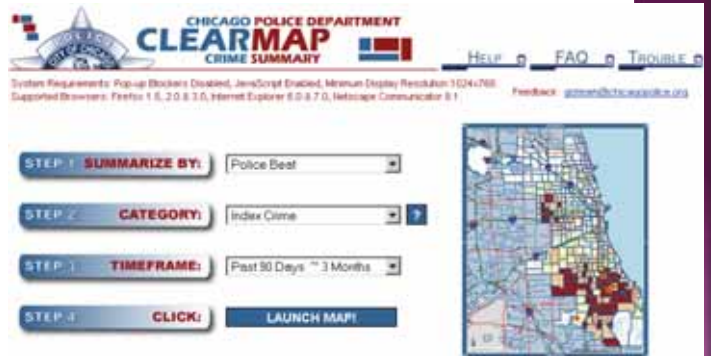 CHICAGO POLICE DEPARTMENT
CLEARMAP
CRIME SUMMARY
HELP
FAQ
TROUBLE
System Requirements: Pop-up Blockers Disabled, JavaScript Enabled, Minimum Display Resolution 1024x768
Supported Browsers: Firefox 1.5, 2.0 & 3.0, Internet Explorer 6.0 & 7.0, Netscape Communicator 8.1
Feedback:
STEP 1 SUMMARIZE BY: Police Beat
STEP 2 CATEGORY: Index Crime ?
STEP 3 TIMEFRAME: Past 90 Days ~ 3 Months
STEP 4 CLICK: LAUNCH MAP!